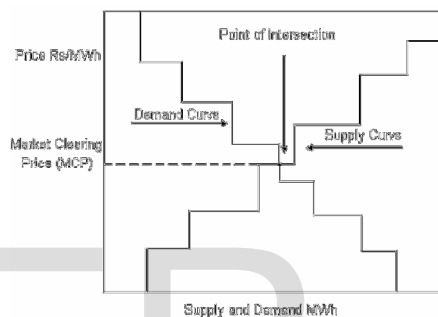 Point of Intersection
Price Rs/MWh
Demand Curve
Supply Curve
Market Clearing
Price (MCP)
Supply and Demand MWh